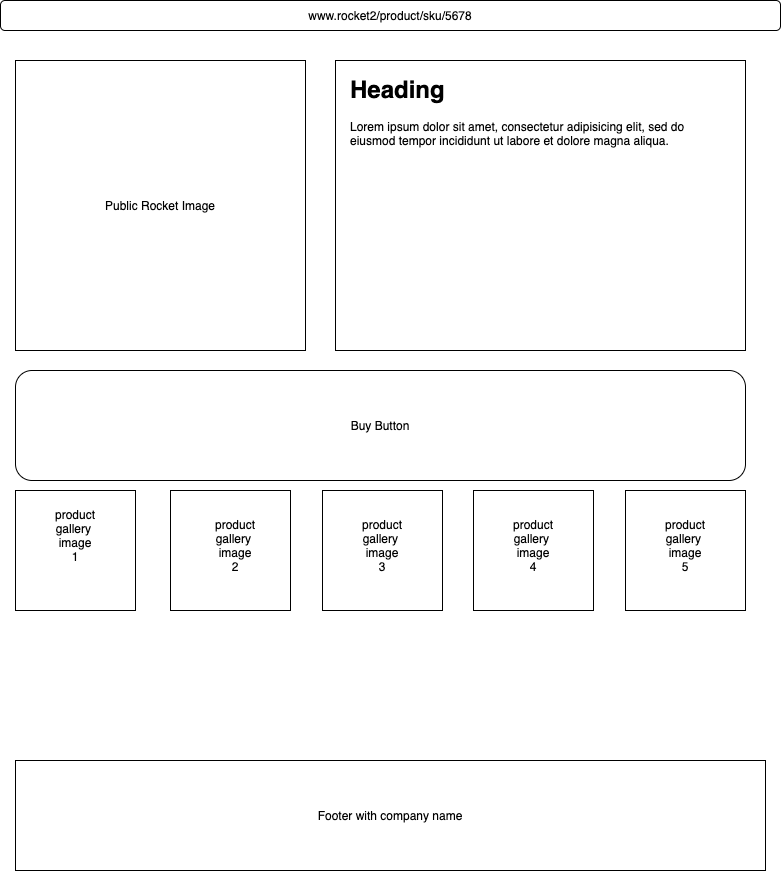 www.rocket2/product/sku/5678
Public Rocket Image
Heading
Lorem ipsum dolor sit amet, consectetur adipisicing elit, sed do
eiusmod tempor incididunt ut labore et dolore magna aliqua.
Buy Button
product
gallery
image
1
product
gallery
image
2
product
gallery
image
3
product
gallery
image
4
product
gallery
image
5
Footer with company name